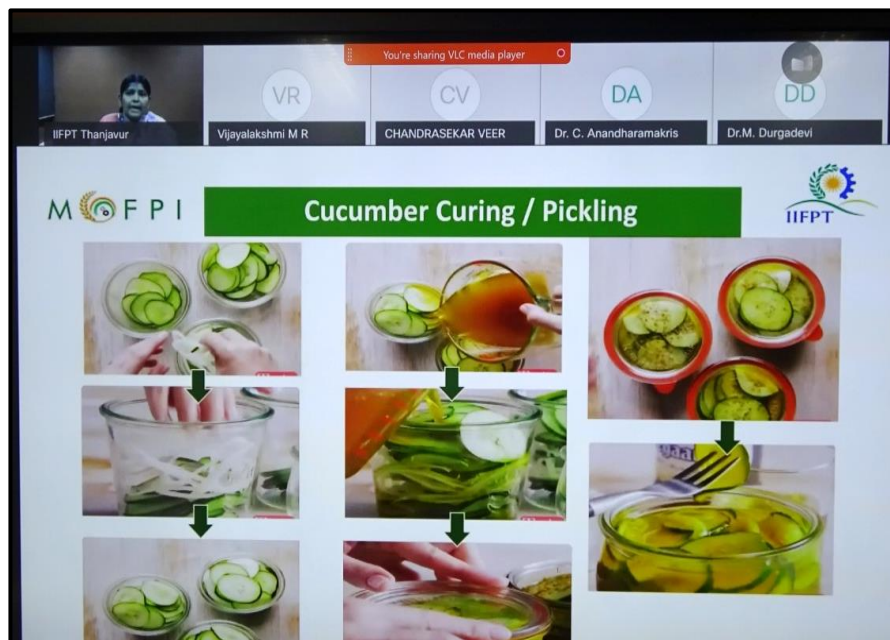 You're sharing VLC media player
VR
CV
DA
DD
IIFPT Thanjavur
Vijayalakshmi M R
CHANDRASEKAR VEER
Dr. C. Anandharamakris
Dr.M. Durgadevi
M FPI
Cucumber Curing / Pickling
IIFPT